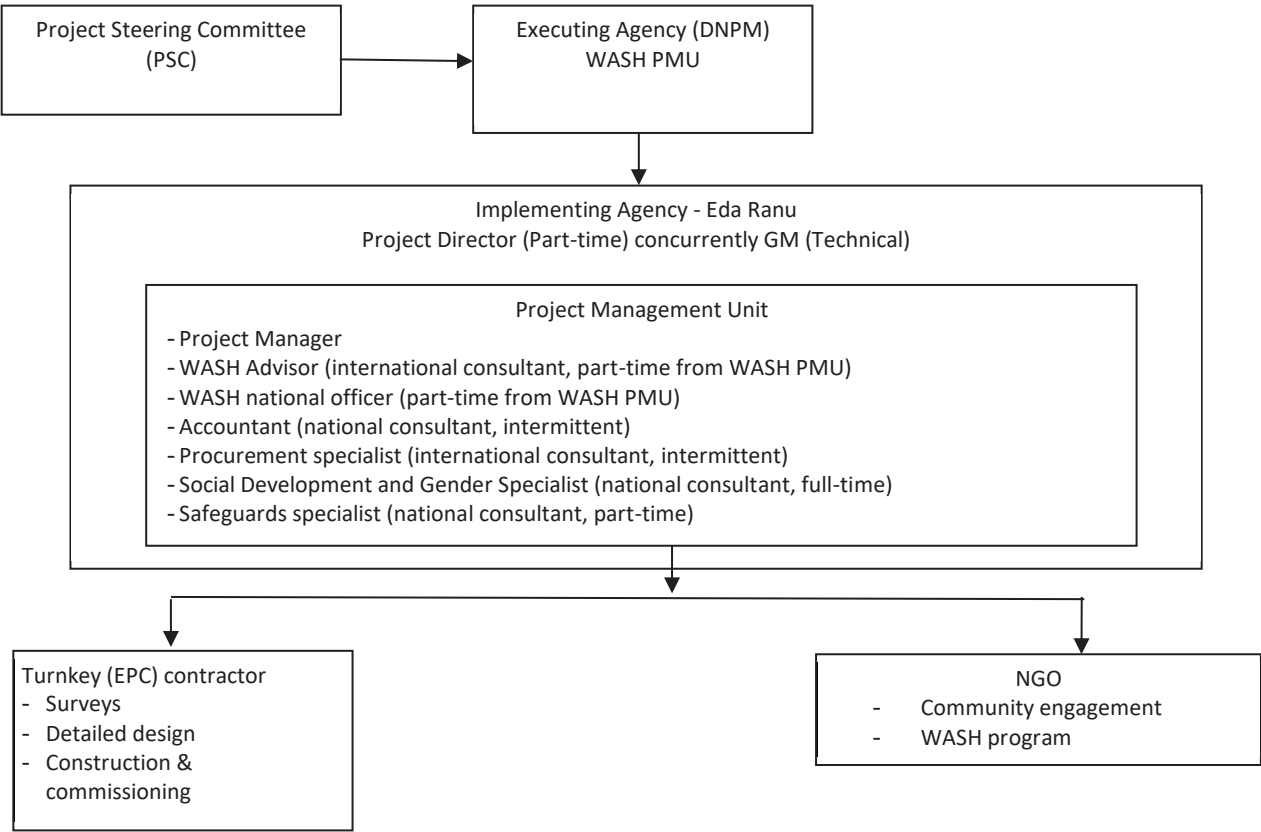 Project Steering Committee
(PSC)
Executing Agency (DNPM)
WASH PMU
Implementing Agency - Eda Ranu
Project Director (Part-time) concurrently GM (Technical)
Project Management Unit
- Project Manager
- WASH Advisor (international consultant, part-time from WASH PMU)
- WASH national officer (part-time from WASH PMU)
- Accountant (national consultant, intermittent)
- Procurement specialist (international consultant, intermittent)
- Social Development and Gender Specialist (national consultant, full-time)
- Safeguards specialist (national consultant, part-time)
Turnkey (EPC) contractor
- Surveys
- Detailed design
- Construction &
commissioning
NGO
- Community engagement
- WASH program